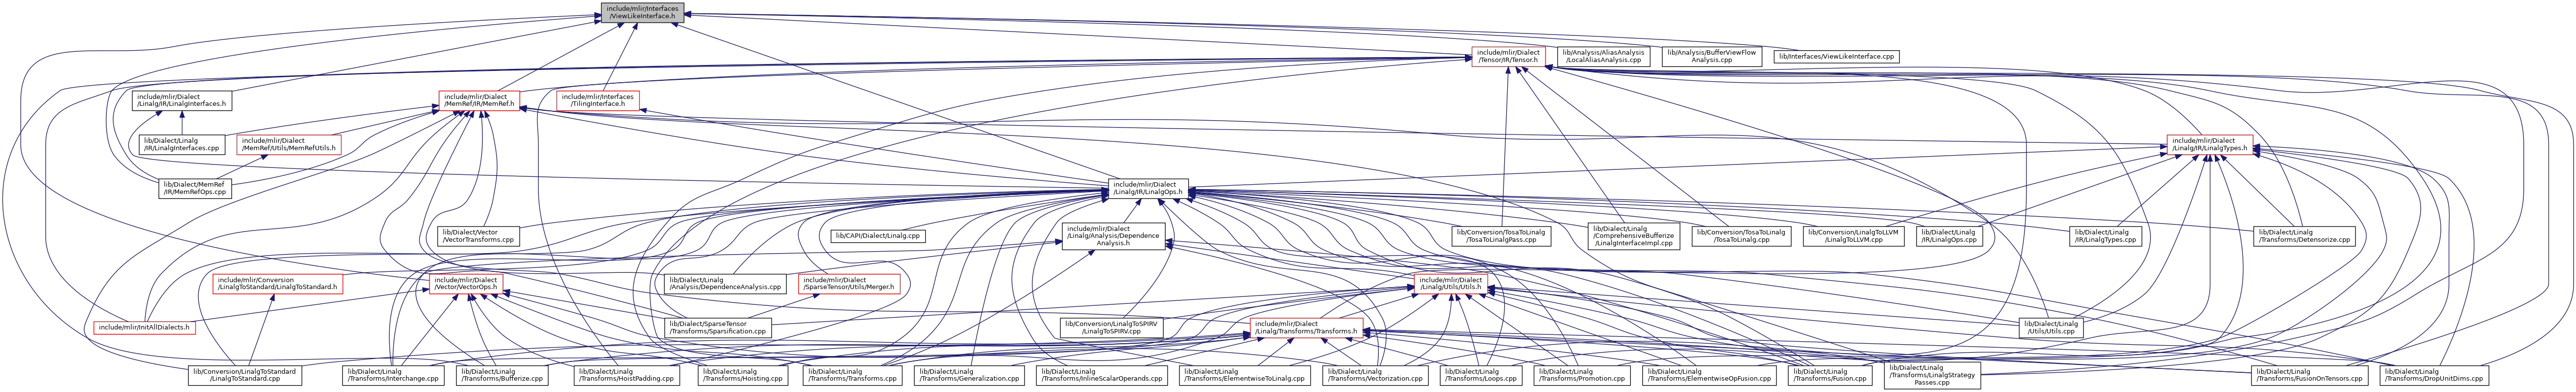 include/mlir/Interfaces
/ViewLikeInterface.h
include/mlir/Dialect
/Tensor/IR/Tensor.h
lib/Analysis/AliasAnalysis
/LocalAliasAnalysis.cpp
lib/Analysis/BufferViewFlow
Analysis.cpp
lib/Interfaces/ViewLikeInterface.cpp
include/mlir/Dialect
/Linalg/IR/LinalgInterfaces.h
include/mlir/Dialect
/MemRef/IR/MemRef.h
include/mlir/Interfaces
/TilingInterface.h
lib/Dialect/Linalg
/IR/LinalgInterfaces.cpp
include/mlir/Dialect
/MemRef/Utils/MemRefUtils.h
include/mlir/Dialect
/Linalg/IR/LinalgTypes.h
lib/Dialect/MemRef
/IR/MemRefOps.cpp
include/mlir/Dialect
/Linalg/IR/LinalgOps.h
lib/Dialect/Vector
/VectorTransforms.cpp
lib/CAPI/Dialect/Linalg.cpp
include/mlir/Dialect
/Linalg/Analysis/Dependence
Analysis.h
lib/Conversion/TosaToLinalg
/TosaToLinalgPass.cpp
lib/Dialect/Linalg
/ComprehensiveBufferize
/LinalgInterfaceImpl.cpp
lib/Conversion/TosaToLinalg
/TosaToLinalg.cpp
lib/Conversion/LinalgToLLVM
/LinalgToLLVM.cpp
lib/Dialect/Linalg
/IR/LinalgOps.cpp
lib/Dialect/Linalg
/IR/LinalgTypes.cpp
lib/Dialect/Linalg
/Transforms/Detensorize.cpp
include/mlir/Conversion
/LinalgToStandard/LinalgToStandard.h
include/mlir/Dialect
/Vector/VectorOps.h
lib/Dialect/Linalg
/Analysis/DependenceAnalysis.cpp
include/mlir/Dialect
/SparseTensor/Utils/Merger.h
include/mlir/Dialect
/Linalg/Utils/Utils.h
include/mlir/InitAllDialects.h
lib/Dialect/SparseTensor
/Transforms/Sparsification.cpp
lib/Conversion/LinalgToSPIRV
/LinalgToSPIRV.cpp
include/mlir/Dialect
/Linalg/Transforms/Transforms.h
lib/Dialect/Linalg
/Utils/Utils.cpp
lib/Conversion/LinalgToStandard
/LinalgToStandard.cpp
lib/Dialect/Linalg
/Transforms/Interchange.cpp
lib/Dialect/Linalg
/Transforms/Bufferize.cpp
lib/Dialect/Linalg
/Transforms/HoistPadding.cpp
lib/Dialect/Linalg
/Transforms/Hoisting.cpp
lib/Dialect/Linalg
/Transforms/Transforms.cpp
lib/Dialect/Linalg
/Transforms/Generalization.cpp
lib/Dialect/Linalg
/Transforms/InlineScalarOperands.cpp
lib/Dialect/Linalg
/Transforms/ElementwiseToLinalg.cpp
lib/Dialect/Linalg
/Transforms/Vectorization.cpp
lib/Dialect/Linalg
/Transforms/Loops.cpp
lib/Dialect/Linalg
/Transforms/Promotion.cpp
lib/Dialect/Linalg
/Transforms/ElementwiseOpFusion.cpp
lib/Dialect/Linalg
/Transforms/Fusion.cpp
lib/Dialect/Linalg
/Transforms/LinalgStrategy
Passes.cpp
lib/Dialect/Linalg
/Transforms/FusionOnTensors.cpp
lib/Dialect/Linalg
/Transforms/DropUnitDims.cpp